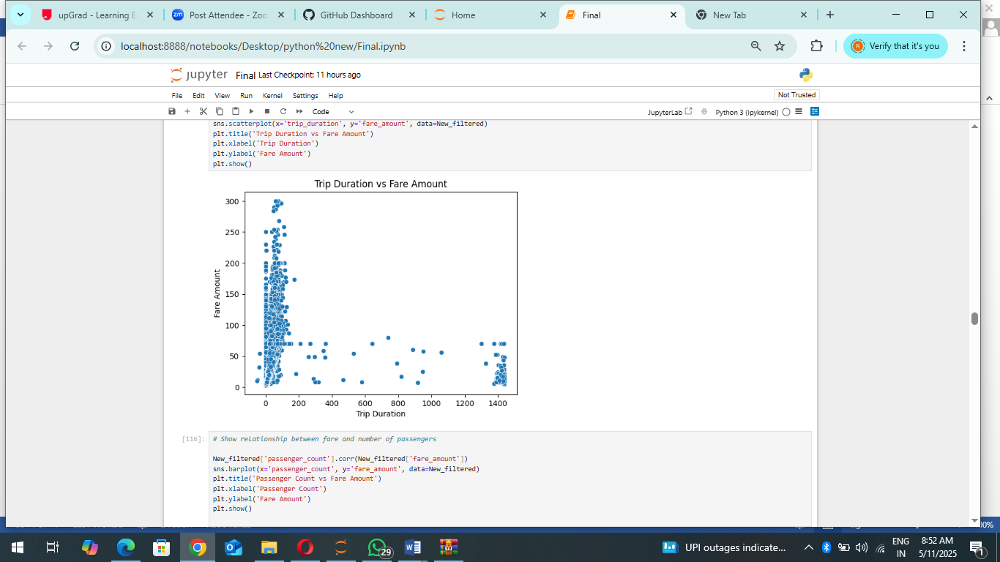 upGrad - Learning E
zm Post Attendee - Zoo
GitHub Dashboard
Home
Final
New Tab
localhost:8888/notebooks/Desktop/python%20new/Final.ipynb
R Verify that it's you
jupyter Final Last Checkpoint: 11 hours ago
File Edit View Run Kernel Settings Help
Not Trusted
Code
JupyterLab
Python 3 (ipykernel)
sns.scatterplot(x='trip_duration', y='fare_amount', data=New_filtered)
plt.title('Trip Duration vs Fare Amount')
plt.xlabel('Trip Duration')
plt.ylabel('Fare Amount')
plt.show()
Trip Duration vs Fare Amount
300
250
200
150
100
50
0
Fare Amount
0 200 400 600 800 1000 1200 1400
Trip Duration
[116]:
# Show relationship between fare and number of passengers
New_filtered['passenger_count'].corr(New_filtered['fare_amount'])
sns.barplot(x='passenger_count', y='fare_amount', data=New_filtered)
plt.title('Passenger Count vs Fare Amount')
plt.xlabel('Passenger Count')
plt.ylabel('Fare Amount')
plt.show()
00%
29
UPI outages indicate...
ENG
IN
8:52 AM
5/11/2025
1